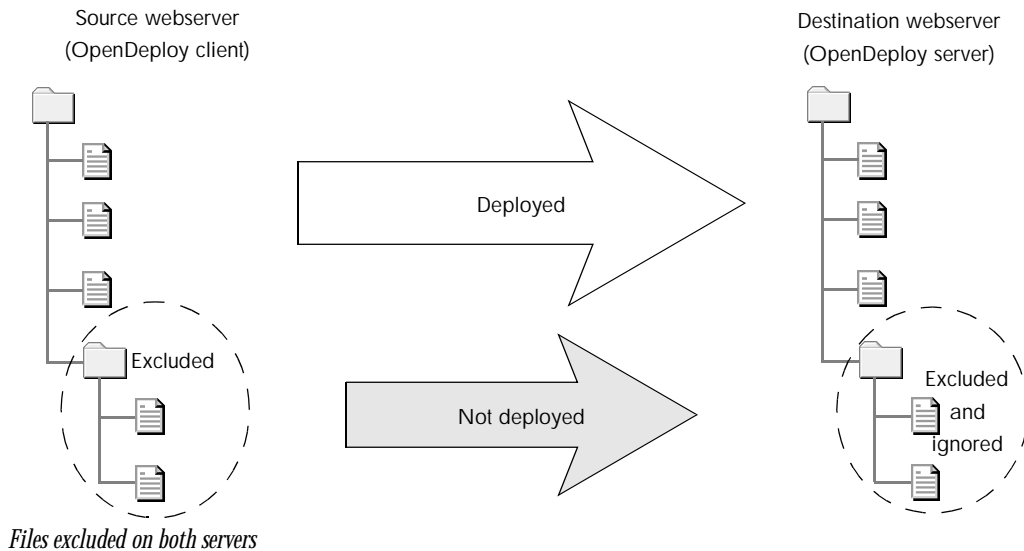 Source webserver
(OpenDeploy client)
Destination webserver
(OpenDeploy server)
Deployed
Excluded
Not deployed
Excluded
and
ignored
Files excluded on both servers